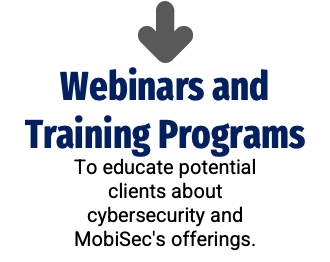 Webinars and
Training Programs
To educate potential
clients about
cybersecurity and
MobiSec's offerings.